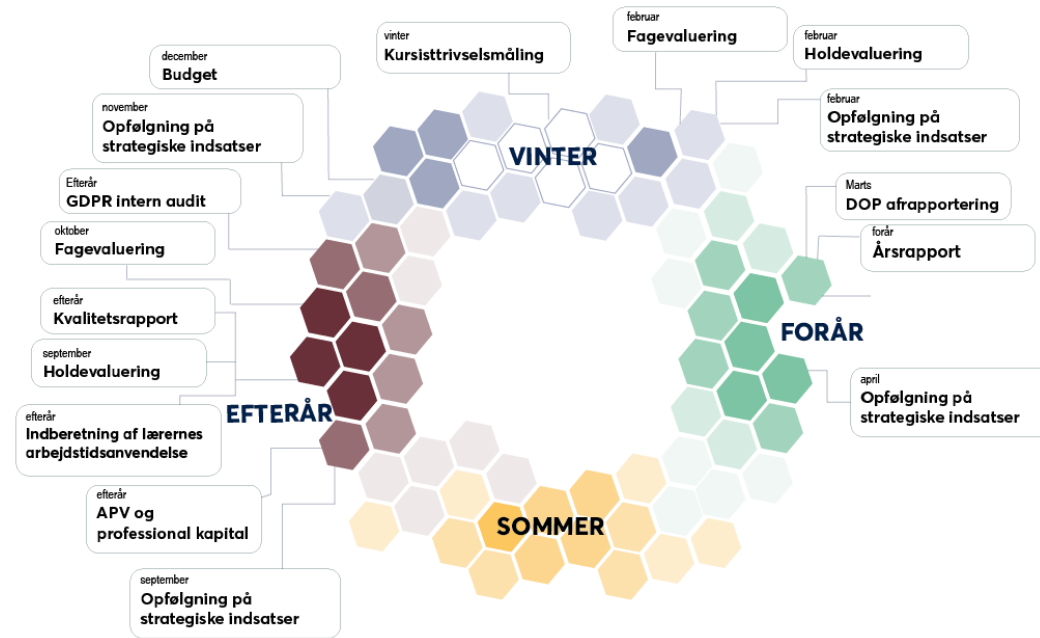 vinter
Kursisttrivselsmåling
februar
Fagevaluering
februar
Holdevaluering
februar
Opfølgning på
strategiske indsatser
Marts
DOP afrapportering
forår
Årsrapport
april
Opfølgning på
strategiske indsatser
december
Budget
november
Opfølgning på
strategiske indsatser
Efterår
GDPR intern audit
oktober
Fagevaluering
efterår
Kvalitetsrapport
september
Holdevaluering
efterår
Indberetning af lærernes
arbejdstidsanvendelse
efterår
APV og
professional kapital
september
Opfølgning på
strategiske indsatser
VINTER
FORÅR
EFTERÅR
SOMMER